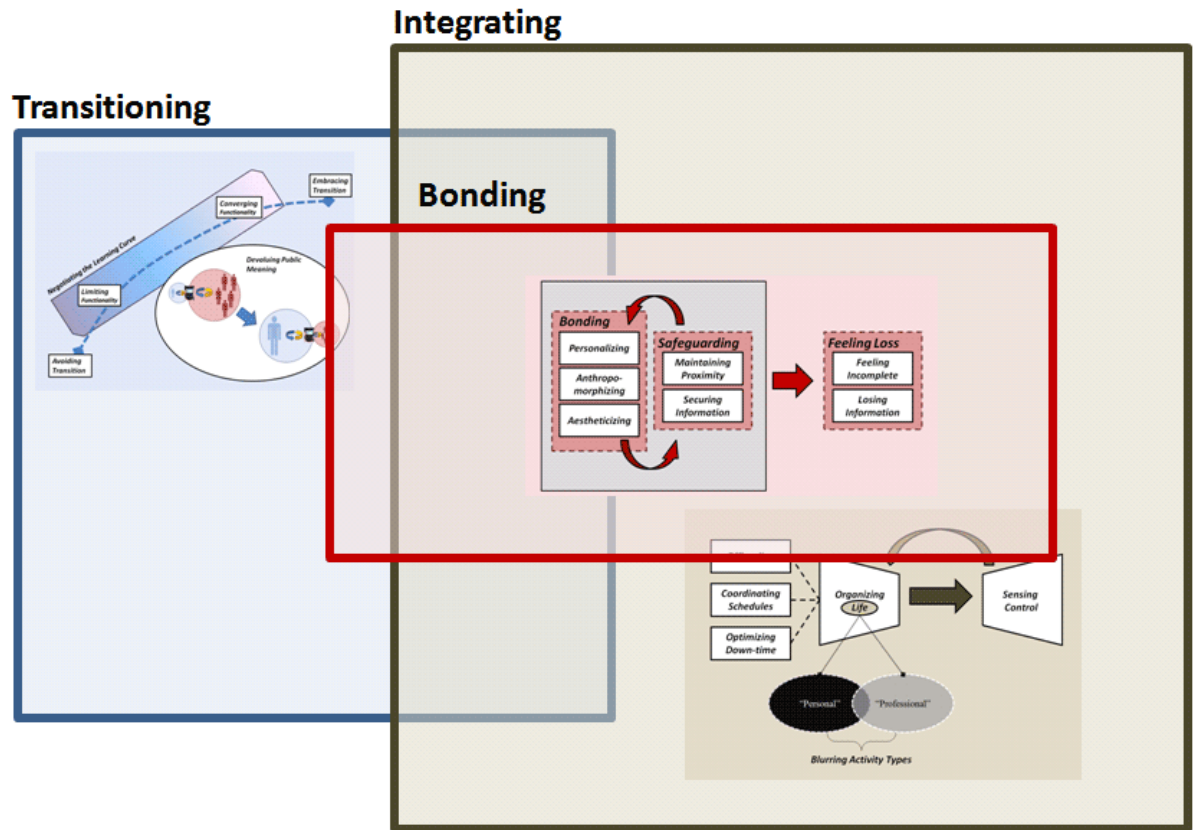 Integrating
Transitioning
Bonding
Embracing
Transition
Converging
Functionality
Negotiating the Learning Curve
Devaluing Public
Meaning
Limiting
Functionality
Avoiding
Transition
Bonding
Personalizing
Anthropo-
morphizing
Aestheticizing
Safeguarding
Maintaining
Proximity
Securing
Information
Feeling Loss
Feeling
Incomplete
Losing
Information
Coordinating
Schedules
Optimizing
Down-time
Organizing
Life
Sensing
Control
"Personal"
"Professional"
Blurring Activity Types